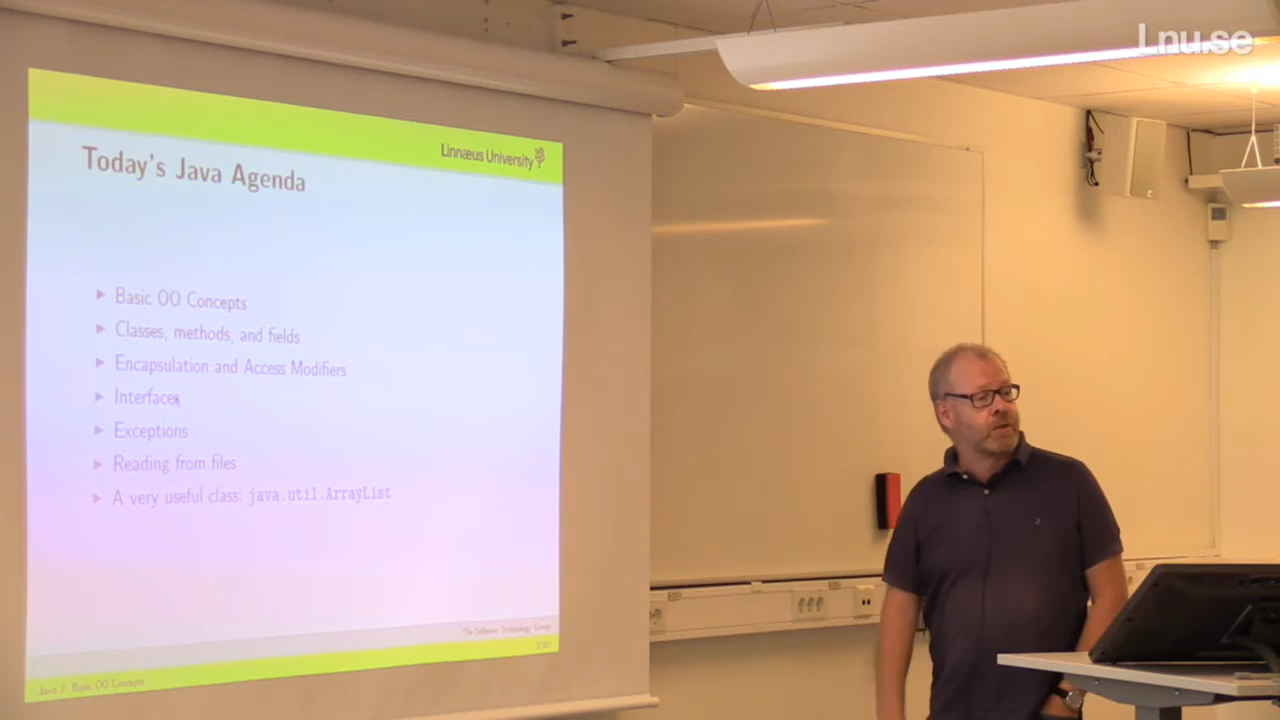 Lnu.se
Linnæus University
Today's Java Agenda
Basic OO Concepts
Classes, methods, and fields
Encapsulation and Access Modifiers
Interfaces
Exceptions
Reading from files
A very useful class: java.util.ArrayList
The Software Technology Group
Java 2: Basic OO Concepts